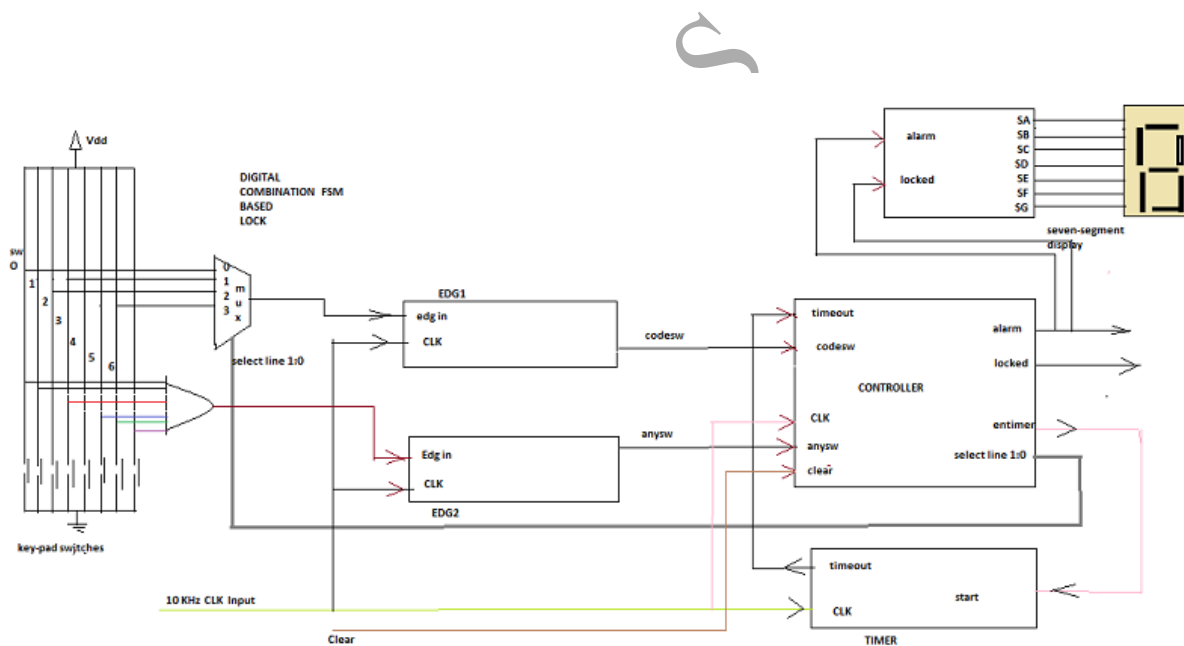 S
Vdd
DIGITAL
COMBINATION FSM
BASED
LOCK
alarm
locked
SA
SB
SC
SD
SE
SF
SG
seven-segment
display
sw
O
1
2
3
4
5
6
0
1
2
3
m
u
x
select line 1:0
EDG1
edg in
CLK
codesw
timeout
codesw
CONTROLLER
CLK
anysw
clear
alarm
locked
entimer
select line 1:0
Edg in
CLK
EDG2
anysw
key-pad switches
10 KHz CLK Input
Clear
timeout
start
CLK
TIMER